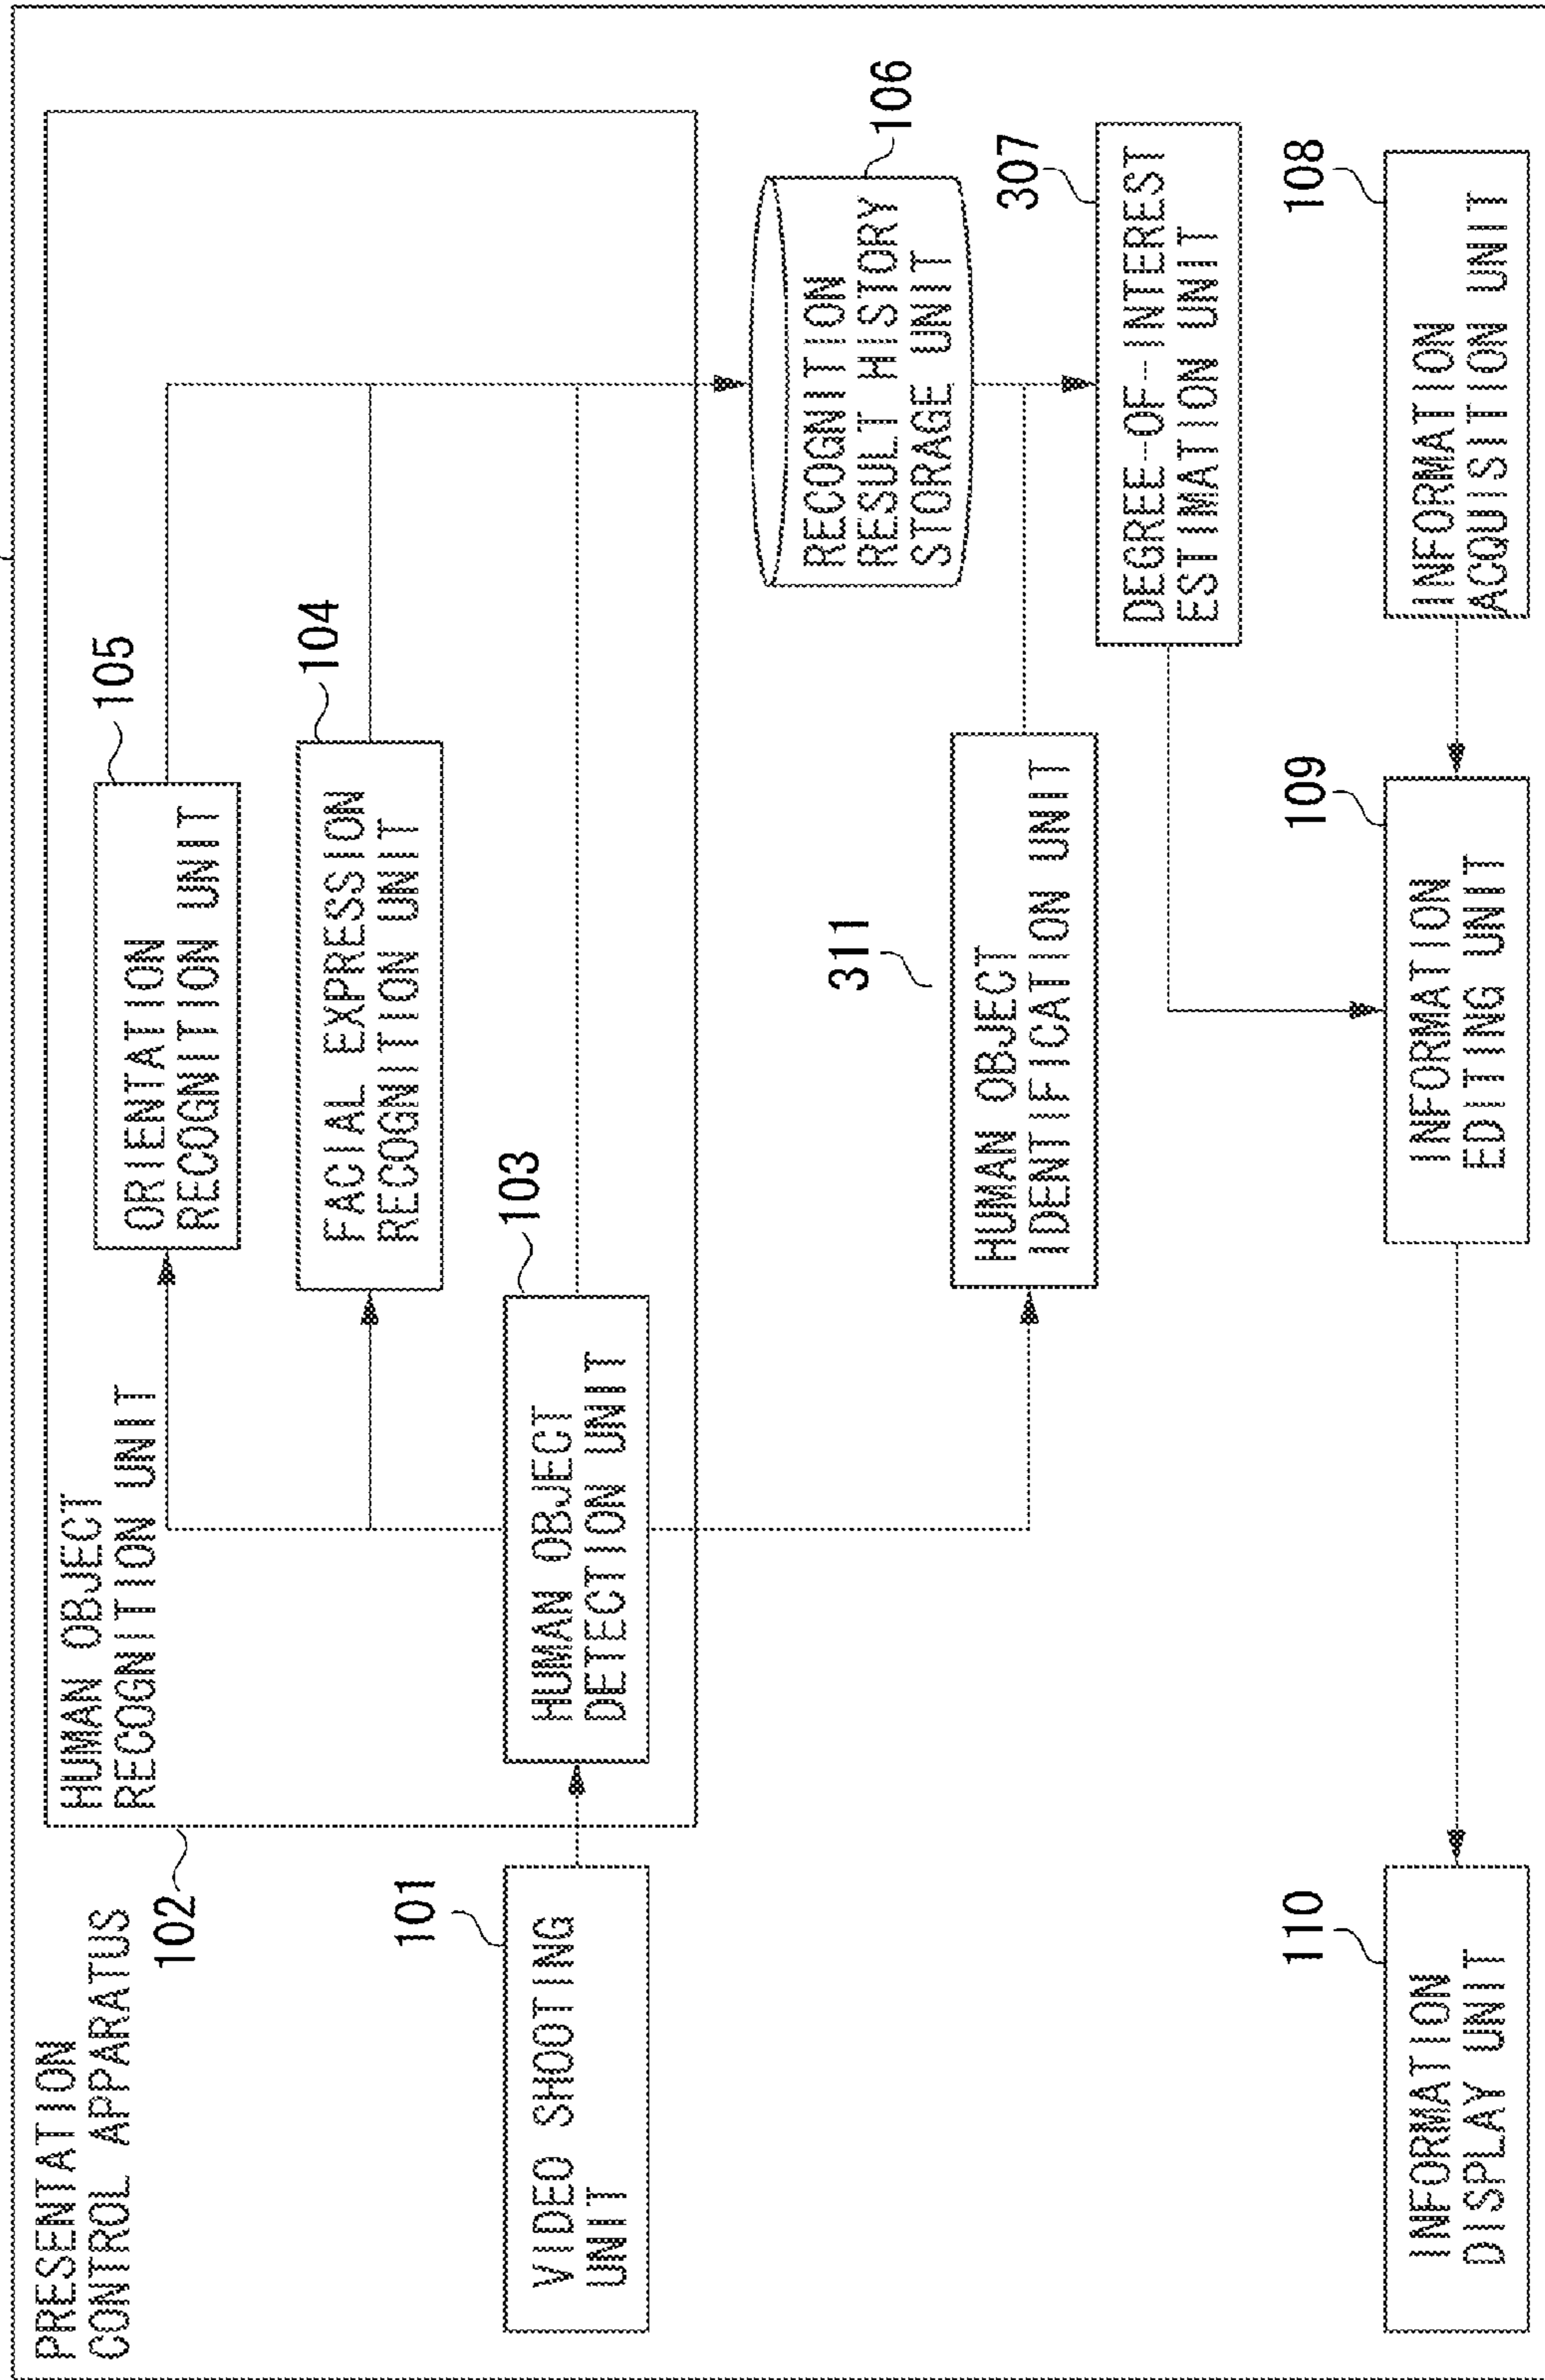 PRESENTATION
CONTROL APPARATUS
HUMAN OBJECT
RECOGNITION UNIT
102
ORIENTATION
RECOGNITION UNIT
105
FACIAL EXPRESSION
RECOGNITION UNIT
104
VIDEO SHOOTING
UNIT
101
HUMAN OBJECT
DETECTION UNIT
103
RECOGNITION
RESULT HISTORY
STORAGE UNIT
106
HUMAN OBJECT
IDENTIFICATION UNIT
311
DEGREE-OF-INTEREST
ESTIMATION UNIT
307
INFORMATION
DISPLAY UNIT
110
INFORMATION
EDITING UNIT
109
INFORMATION
ACQUISITION UNIT
108